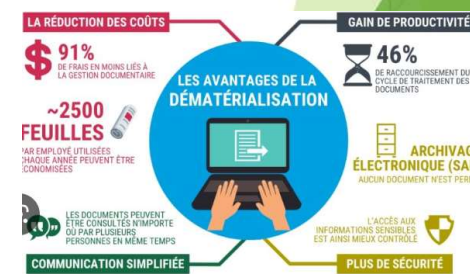 LA RÉDUCTION DES COÛTS
91%
DE FRAIS EN MOINS LIÉS À
LA GESTION DOCUMENTAIRE
~2500
FEUILLES
PAR EMPLOYÉ UTILISÉES
CHAQUE ANNÉE PEUVENT ÊTRE
ÉCONOMISÉES
LES DOCUMENTS PEUVENT
ÊTRE CONSULTÉS N'IMPORTE
OÙ PAR PLUSIEURS
PERSONNES EN MÊME TEMPS
COMMUNICATION SIMPLIFIÉE
LES AVANTAGES DE LA
DÉMATÉRIALISATION
GAIN DE PRODUCTIVITÉ
46%
DE RACCOURCISSEMENT DU
CYCLE DE TRAITEMENT DES
DOCUMENTS
ARCHIVAG
ÉLECTRONIQUE (SA
AUCUN DOCUMENT N'EST PER
L'ACCÈS AUX
INFORMATIONS SENSIBLES
EST AINSI MIEUX CONTRÔLÉ
PLUS DE SÉCURITÉ